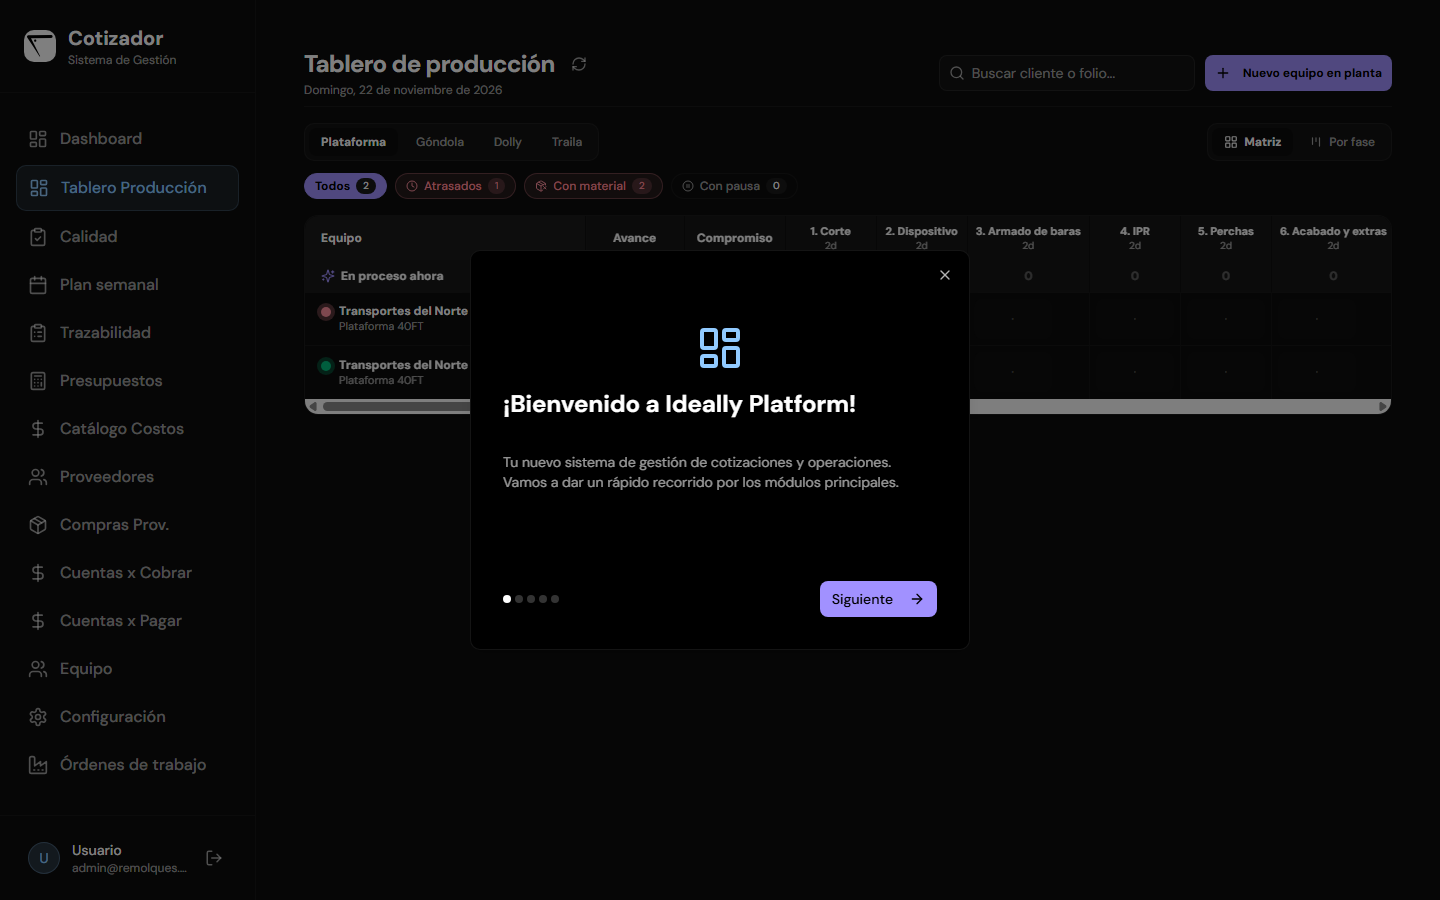 Cotizador
Sistema de Gestión
Dashboard
Tablero Producción
Calidad
Plan semanal
Trazabilidad
Presupuestos
Catálogo Costos
Proveedores
Compras Prov.
Cuentas x Cobrar
Cuentas x Pagar
Equipo
Configuración
Órdenes de trabajo
U
Usuario
admin@remolques....
Tablero de producción
Domingo, 22 de noviembre de 2026
Buscar cliente o folio...
Nuevo equipo en planta
Plataforma Góndola Dolly Traila
Matriz Por fase
Todos 2 Atrasados 1 Con material 2 Con pausa 0
Equipo Avance Compromiso 1. Corte 2. Dispositivo 3. Armado de baras 4. IPR 5. Perchas 6. Acabado y extras
2d 2d 2d 2d 2d 2d
En proceso ahora 0 0 0 0
Transportes del Norte
Plataforma 40FT
Transportes del Norte
Plataforma 40FT
¡Bienvenido a Ideally Platform!
Tu nuevo sistema de gestión de cotizaciones y operaciones.
Vamos a dar un rápido recorrido por los módulos principales.
Siguiente